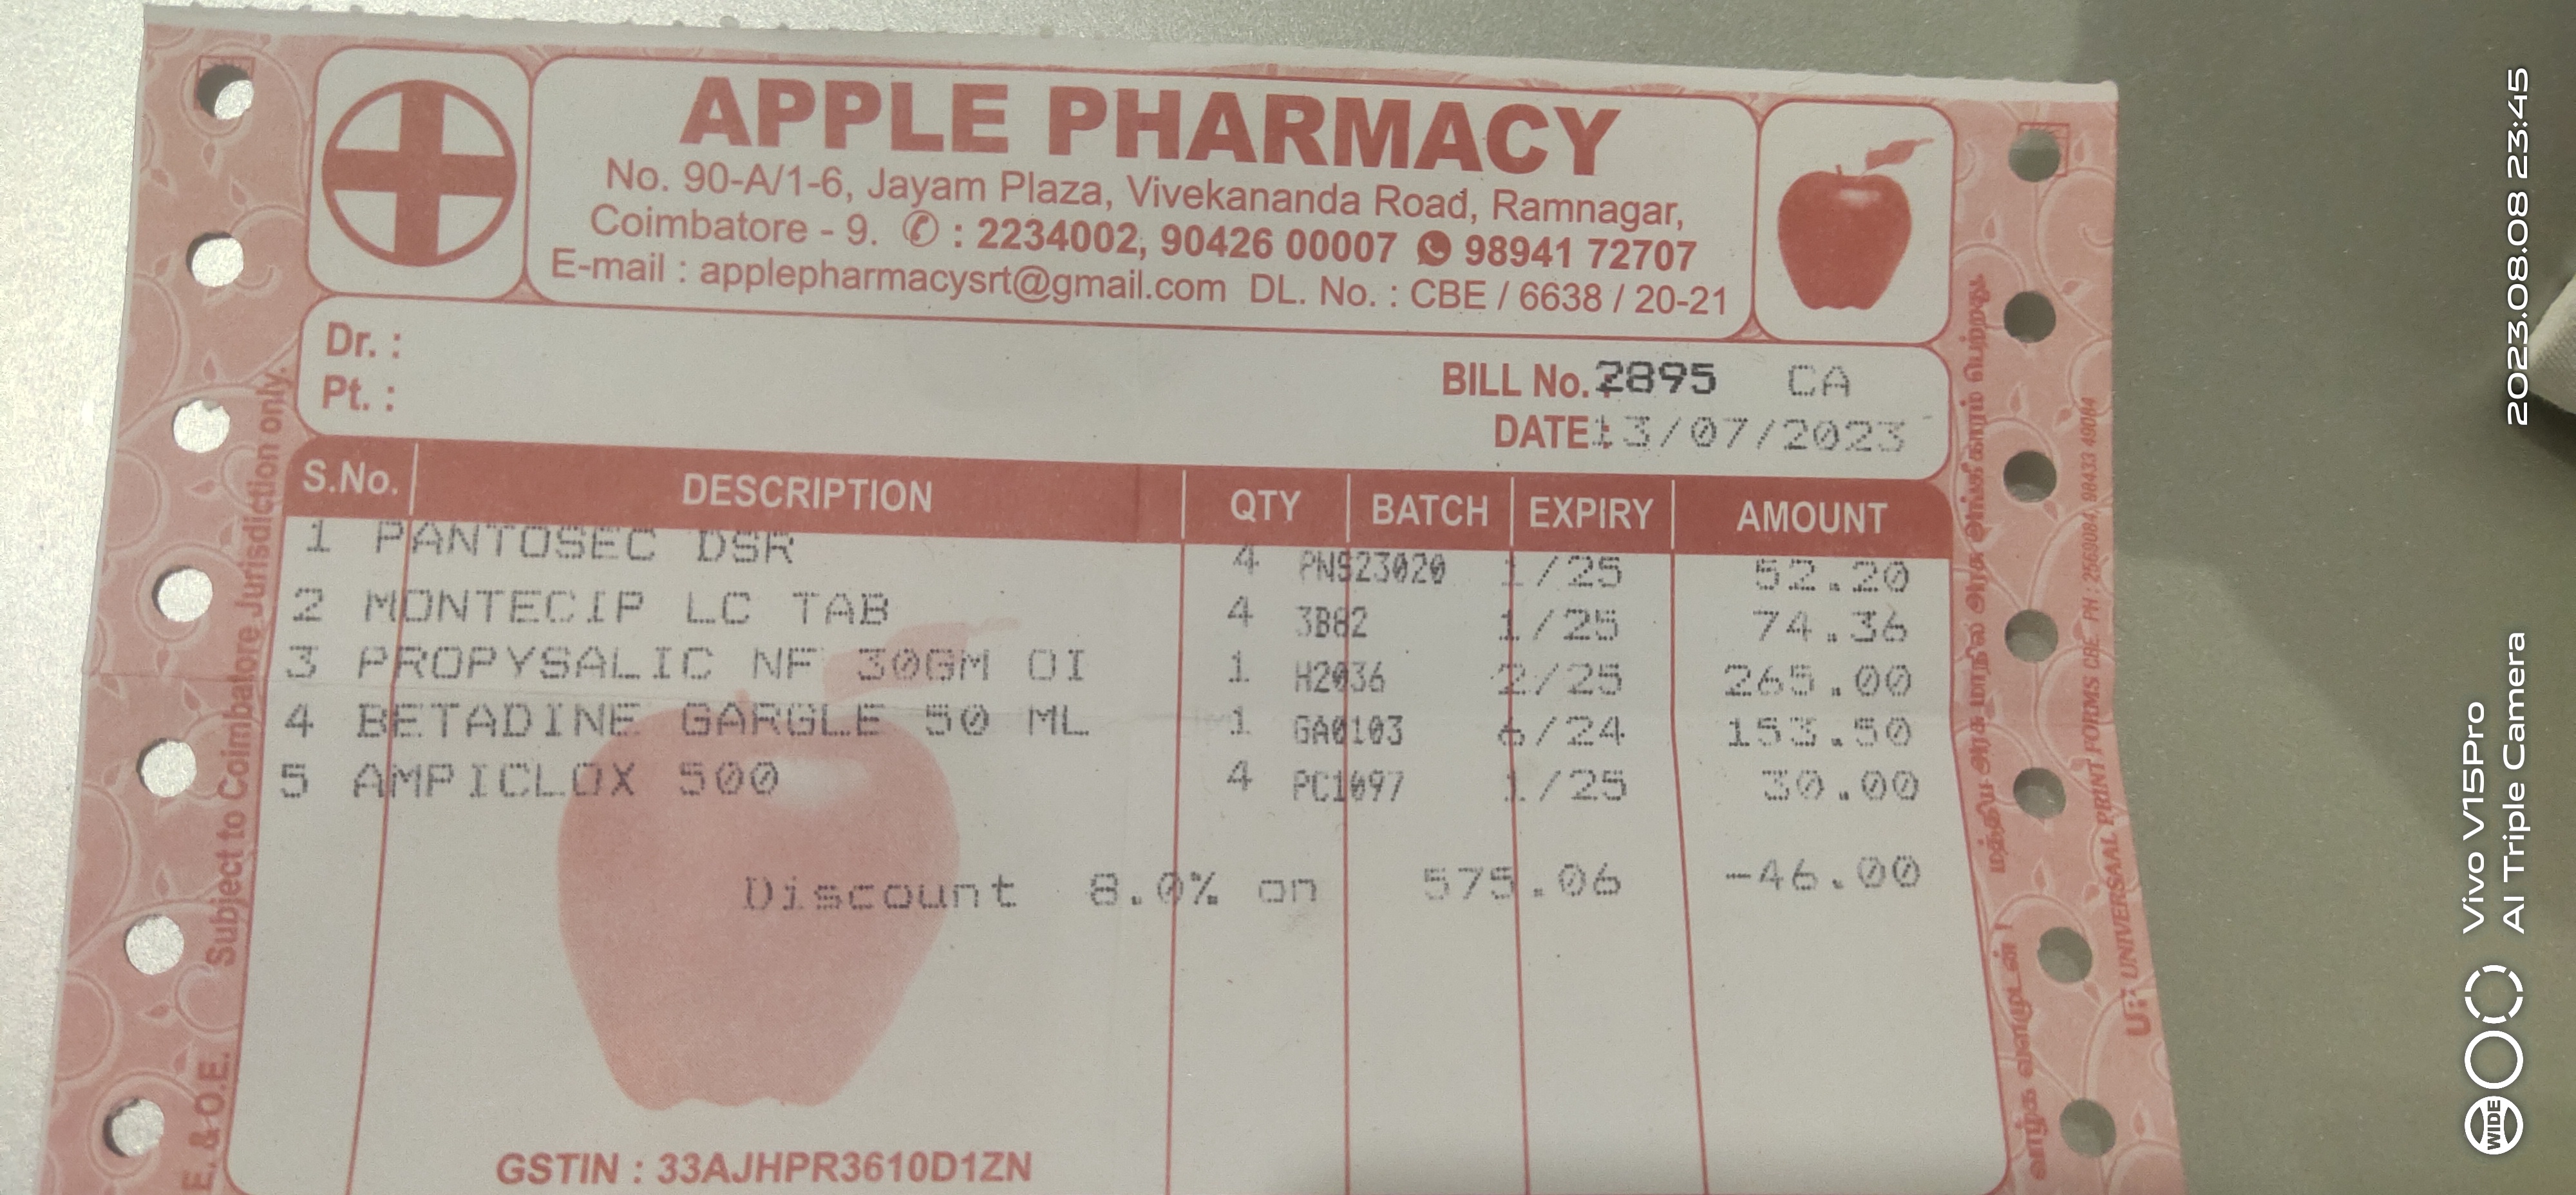 APPLE PHARMACY
No. 90-A/1-6, Jayam Plaza, Vivekananda Road, Ramnagar,
Coimbatore - 9. ✆ : 2234002, 90426 00007 98941 72707
E-mail : applepharmacysrt@gmail.com DL. No. : CBE / 6638 / 20-21
Dr. : BILL No. 2895 CA
Pt. : DATE: 13/07/2023
S.No. DESCRIPTION QTY BATCH EXPIRY AMOUNT
1 PANTOSEC DSR 4 PNS23020 1/25 52.20
2 MONTECIP LC TAB 4 3B62 1/25 74.36
3 PROPYSALIC NF 30GM OI 1 H2036 2/25 265.00
4 BETADINE GARGLE 50 ML 1 GA0103 6/24 153.50
5 AMPICLOX 500 4 PC1097 1/25 30.00
Discount 8.0% on 575.06 -46.00
GSTIN : 33AJHPR3610D1ZN
E. & O.E. Subject to Coimbatore Jurisdiction only.
வாழ்க வளமுடன் ! மத்திய அரசு மாநில அரசு அங்கீகாரம் பெற்றது.
UPF UNIVERSAAL PRINT FORMS CBE. PH : 2569084, 98433 49084
WIDE
Vivo V15Pro
AI Triple Camera
2023.08.08 23:45